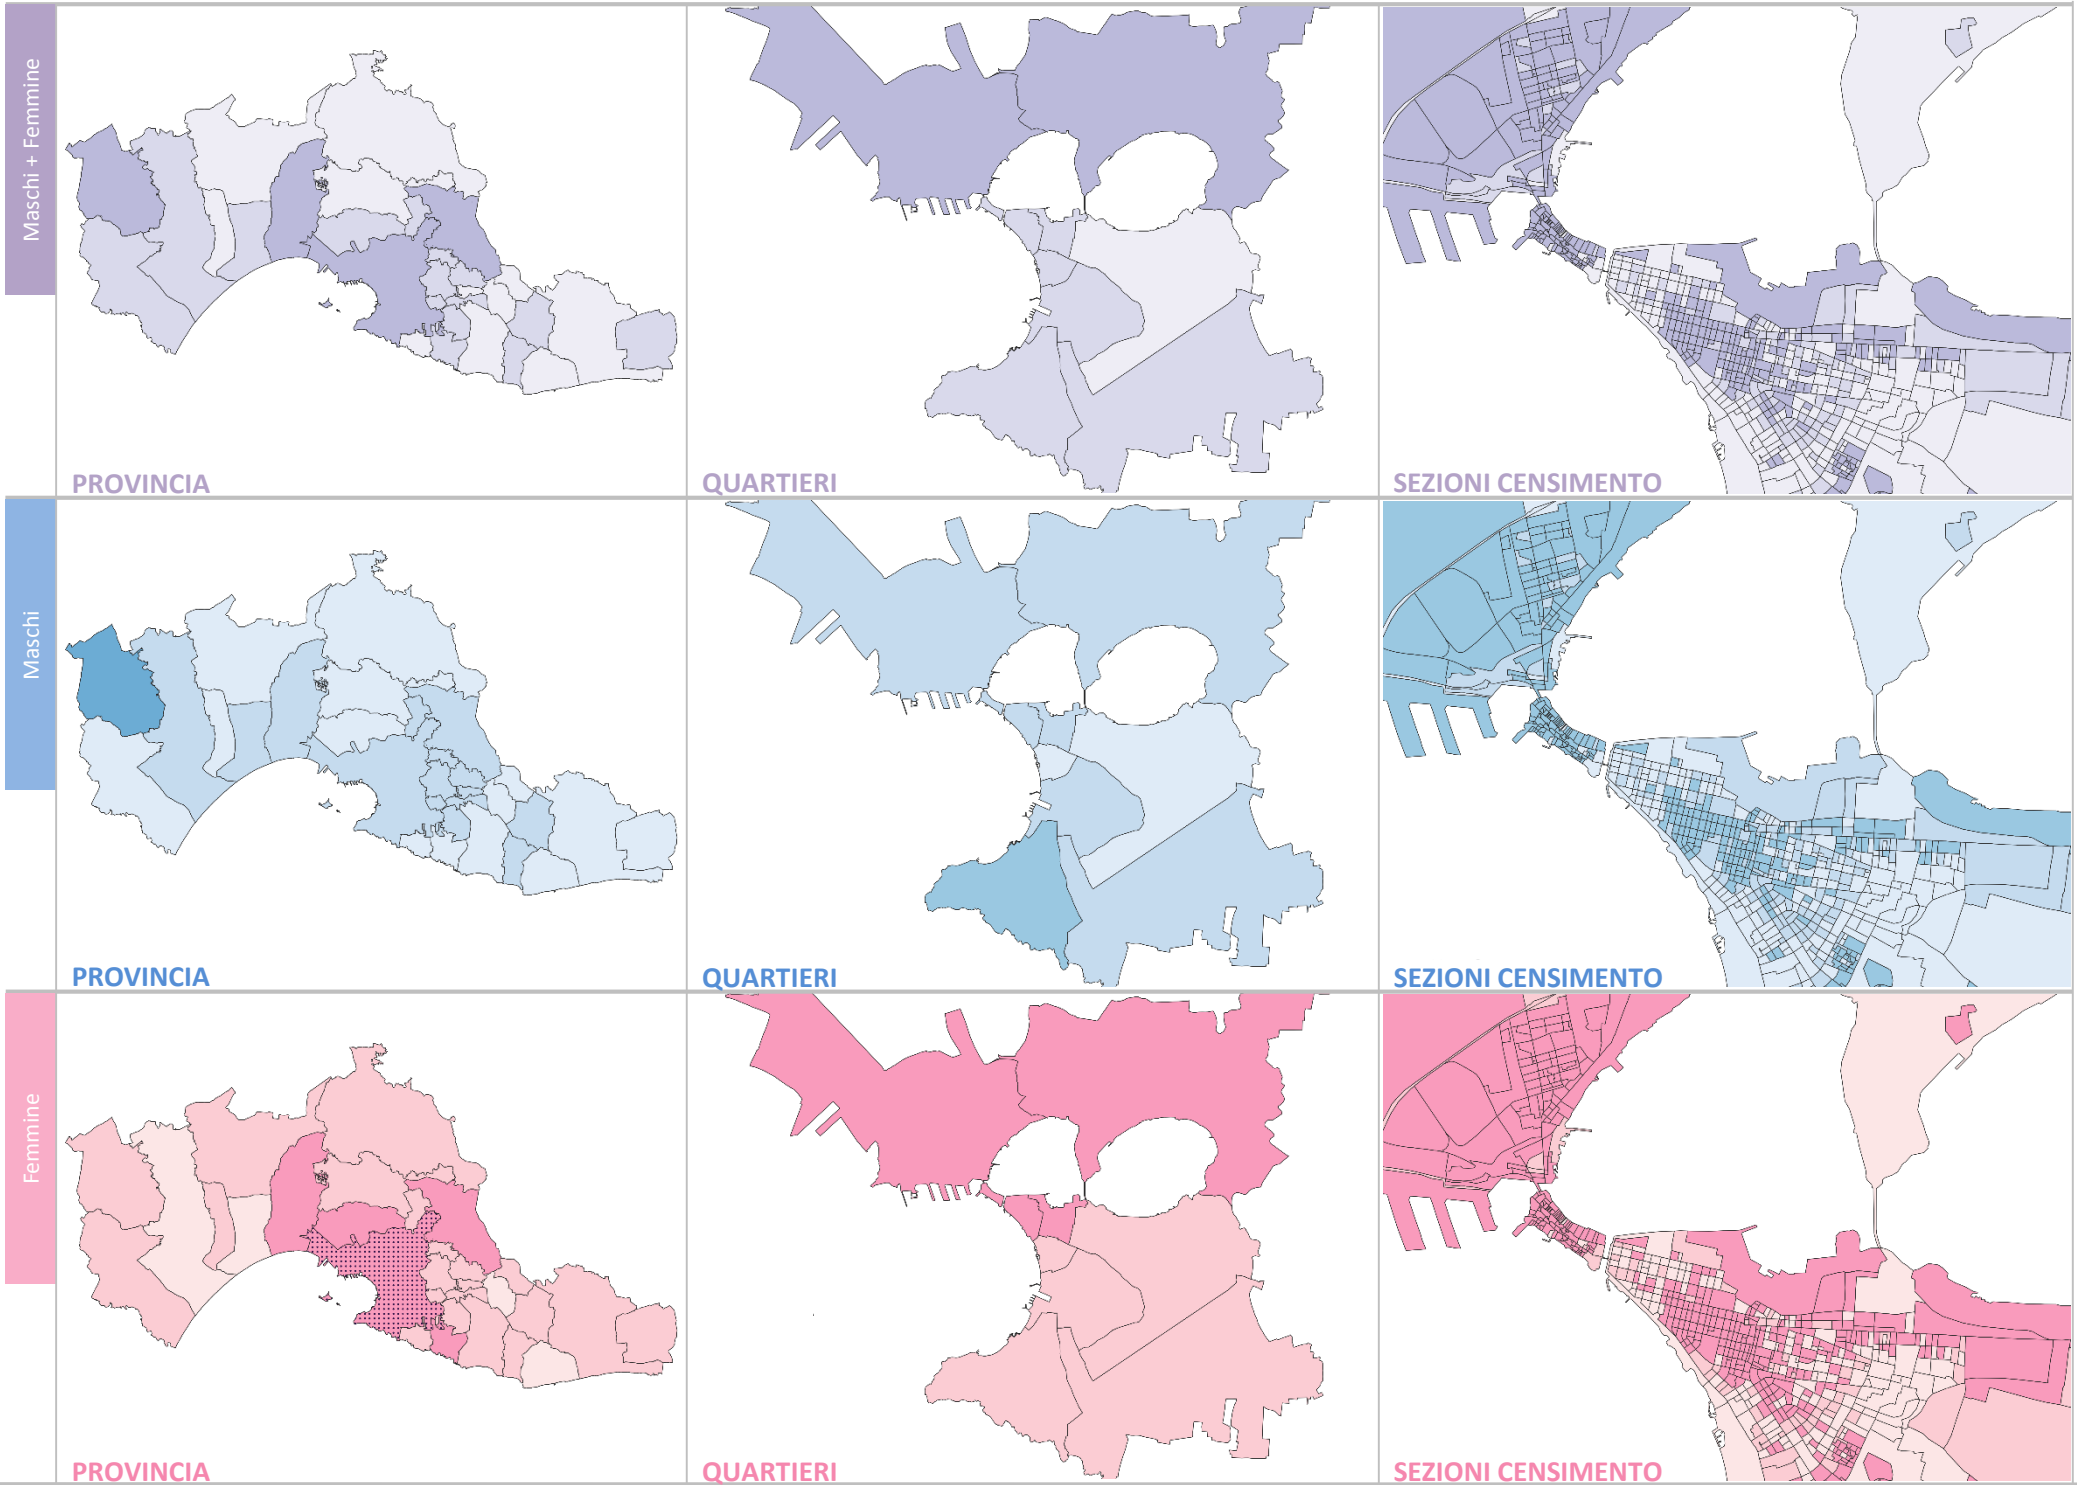 Maschi + Femmine
PROVINCIA
QUARTIERI
SEZIONI CENSIMENTO
Maschi
PROVINCIA
QUARTIERI
SEZIONI CENSIMENTO
Femmine
PROVINCIA
QUARTIERI
SEZIONI CENSIMENTO